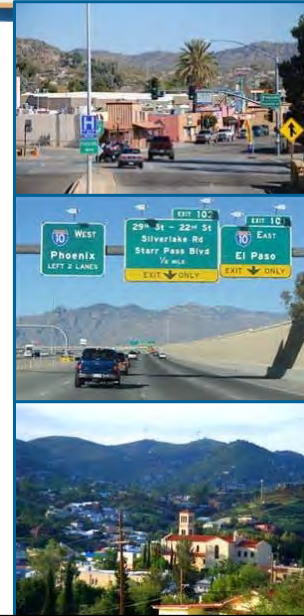 H
10 WEST
Phoenix
LEFT 2 LANES
EXIT 102
29th St - 22nd St
Silverlake Rd
Starr Pass Blvd
½ MILE
EXIT ONLY
EXIT 101
10 EAST
El Paso
EXIT ONLY